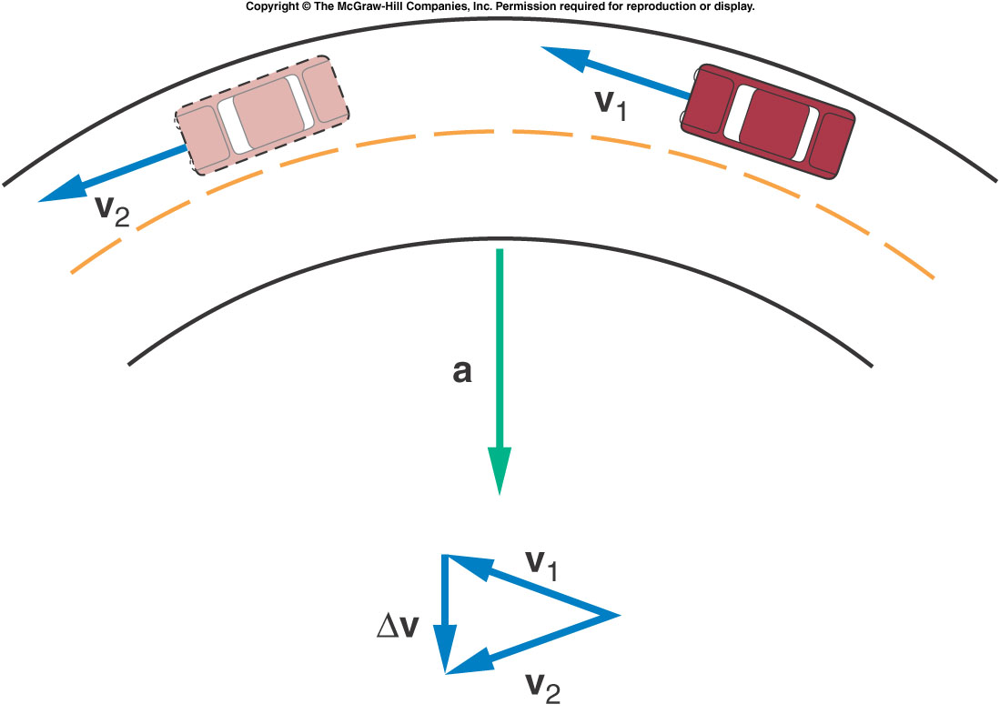 Copyright © The McGraw-Hill Companies, Inc. Permission required for reproduction or display.
v₁
v₂
a
v₁
Δv
v₂